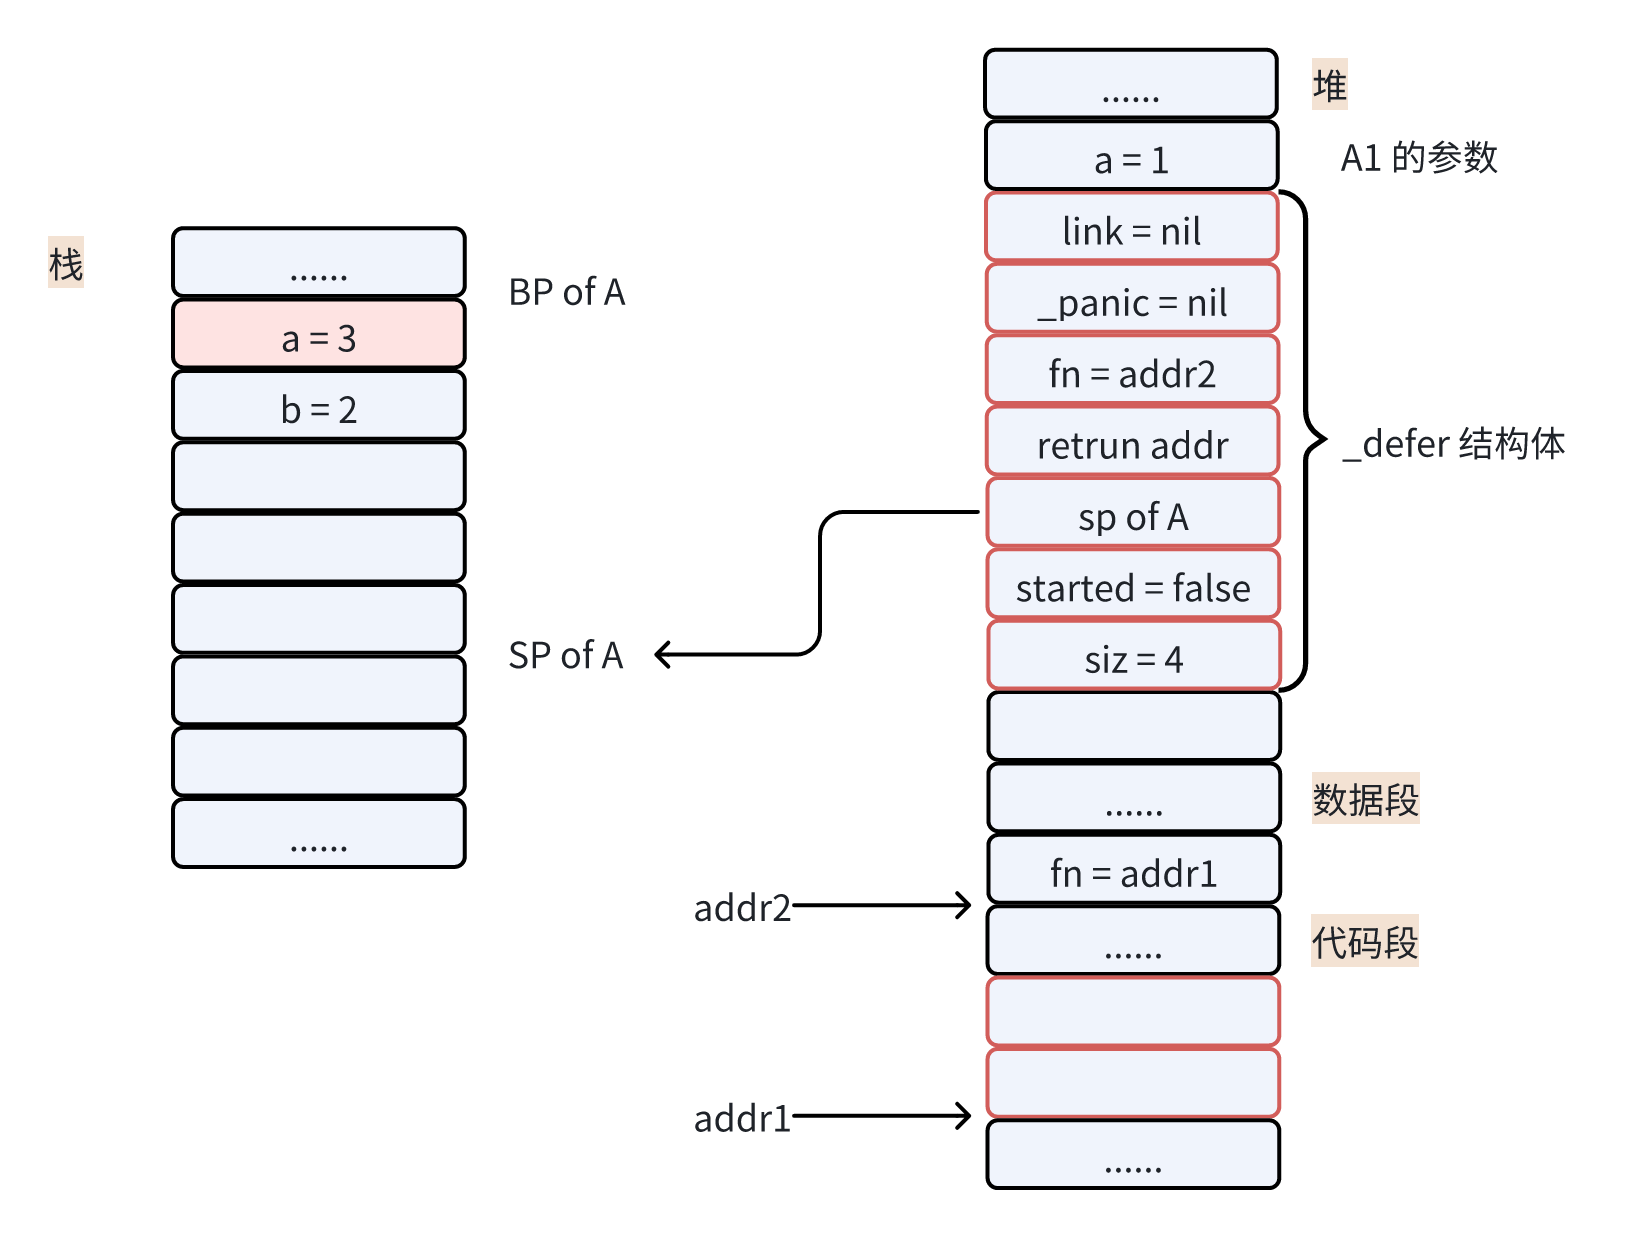 栈
......
a = 3
b = 2
......
BP of A
SP of A
......
a = 1
link = nil
_panic = nil
fn = addr2
retrun addr
sp of A
started = false
siz = 4
......
fn = addr1
......
......
堆
A1 的参数
_defer 结构体
数据段
代码段
addr2
addr1